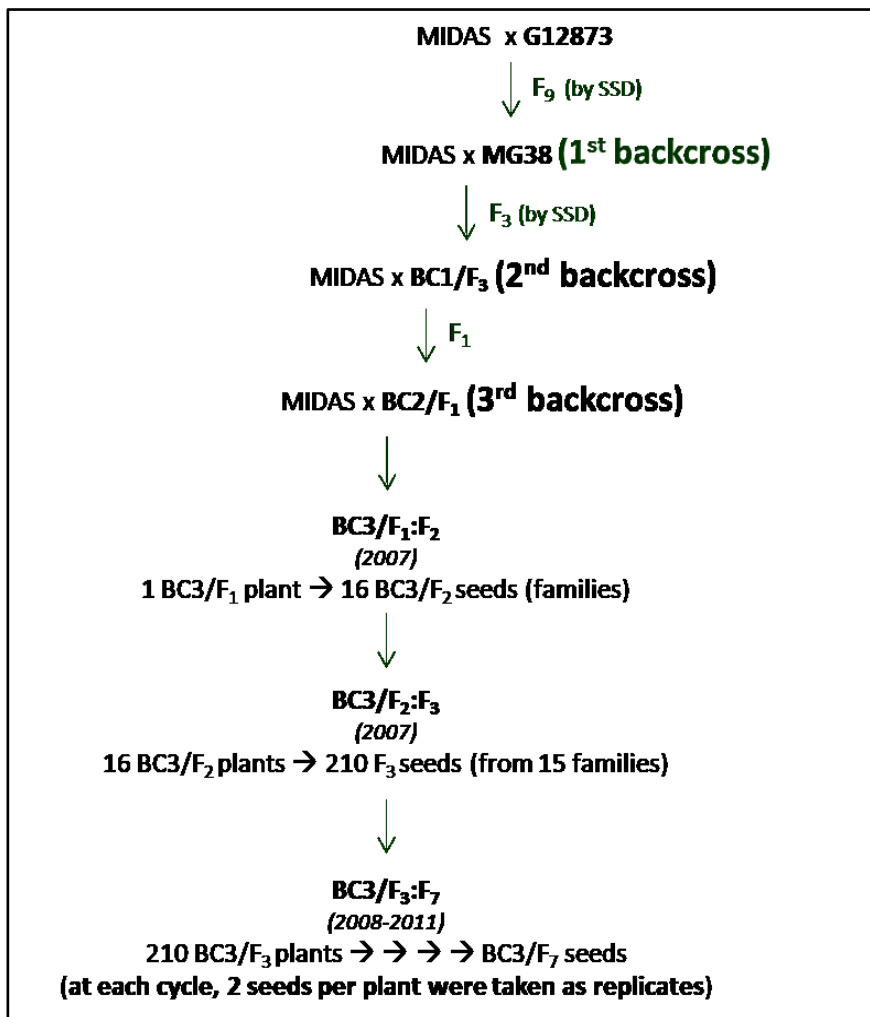 MIDAS x G12873
F₉ (by SSD)
MIDAS x MG38 (1ˢᵗ backcross)
F₃ (by SSD)
MIDAS x BC1/F₃ (2ⁿᵈ backcross)
F₁
MIDAS x BC2/F₁ (3ʳᵈ backcross)
BC3/F₁:F₂
(2007)
1 BC3/F₁ plant → 16 BC3/F₂ seeds (families)
BC3/F₂:F₃
(2007)
16 BC3/F₂ plants → 210 F₃ seeds (from 15 families)
BC3/F₃:F₇
(2008-2011)
210 BC3/F₃ plants → → → → BC3/F₇ seeds
(at each cycle, 2 seeds per plant were taken as replicates)